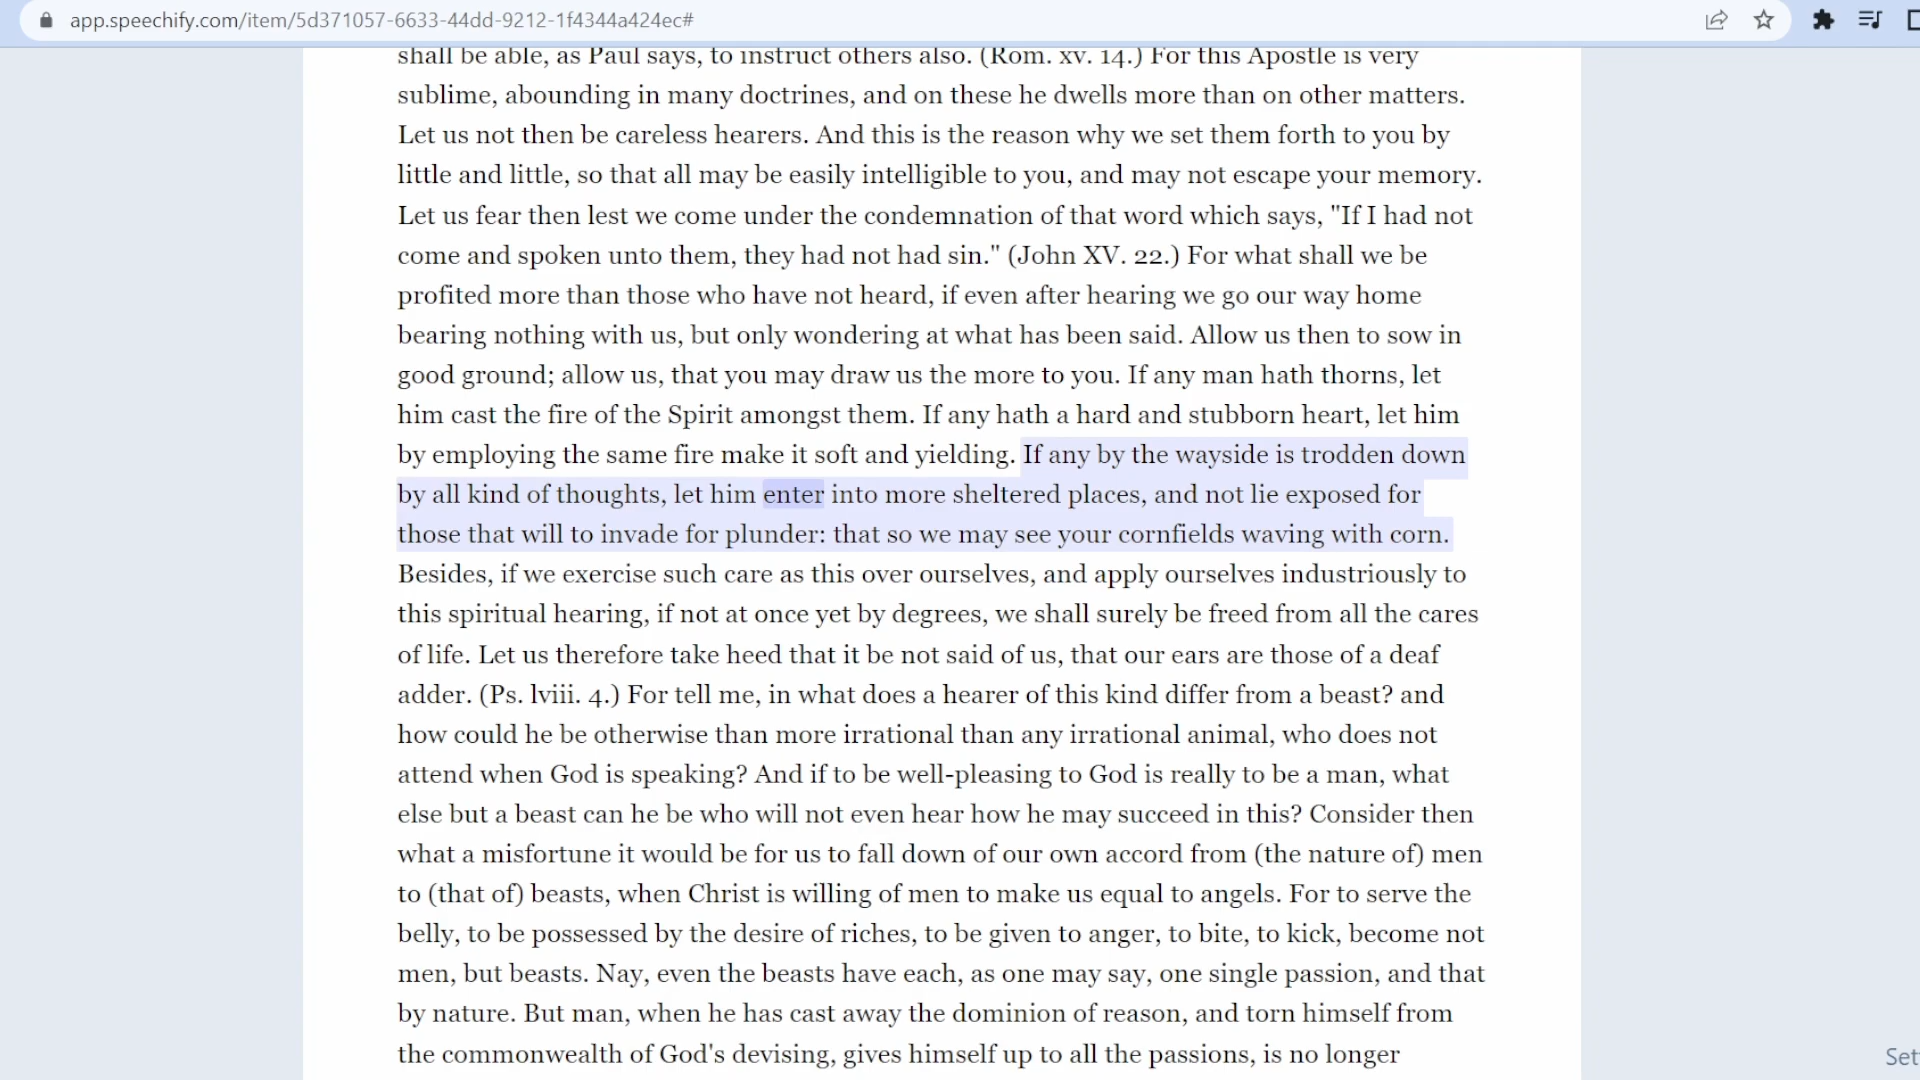 app.speechify.com/item/5d371057-6633-44dd-9212-1f4344a424ec#
shall be able, as Paul says, to instruct others also. (Rom. xv. 14.) For this Apostle is very
sublime, abounding in many doctrines, and on these he dwells more than on other matters.
Let us not then be careless hearers. And this is the reason why we set them forth to you by
little and little, so that all may be easily intelligible to you, and may not escape your memory.
Let us fear then lest we come under the condemnation of that word which says, "If I had not
come and spoken unto them, they had not had sin." (John XV. 22.) For what shall we be
profited more than those who have not heard, if even after hearing we go our way home
bearing nothing with us, but only wondering at what has been said. Allow us then to sow in
good ground; allow us, that you may draw us the more to you. If any man hath thorns, let
him cast the fire of the Spirit amongst them. If any hath a hard and stubborn heart, let him
by employing the same fire make it soft and yielding. If any by the wayside is trodden down
by all kind of thoughts, let him enter into more sheltered places, and not lie exposed for
those that will to invade for plunder: that so we may see your cornfields waving with corn.
Besides, if we exercise such care as this over ourselves, and apply ourselves industriously to
this spiritual hearing, if not at once yet by degrees, we shall surely be freed from all the cares
of life. Let us therefore take heed that it be not said of us, that our ears are those of a deaf
adder. (Ps. lviii. 4.) For tell me, in what does a hearer of this kind differ from a beast? and
how could he be otherwise than more irrational than any irrational animal, who does not
attend when God is speaking? And if to be well-pleasing to God is really to be a man, what
else but a beast can he be who will not even hear how he may succeed in this? Consider then
what a misfortune it would be for us to fall down of our own accord from (the nature of) men
to (that of) beasts, when Christ is willing of men to make us equal to angels. For to serve the
belly, to be possessed by the desire of riches, to be given to anger, to bite, to kick, become not
men, but beasts. Nay, even the beasts have each, as one may say, one single passion, and that
by nature. But man, when he has cast away the dominion of reason, and torn himself from
the commonwealth of God's devising, gives himself up to all the passions, is no longer
Set